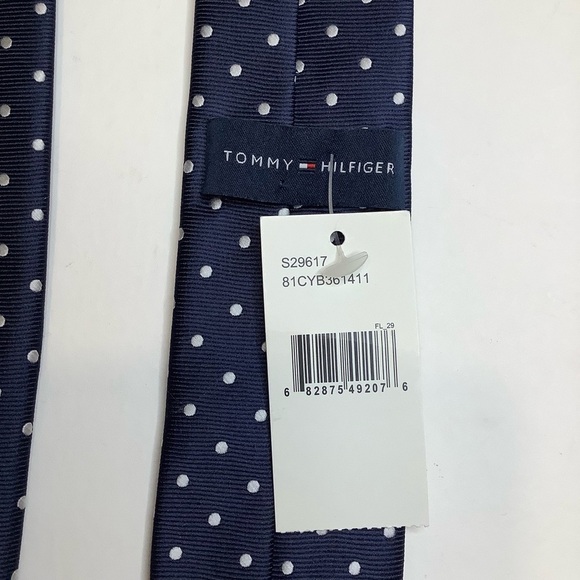 TOMMY HILFIGER
S29617
81CYB361411
FL_29
6 82875 49207 6